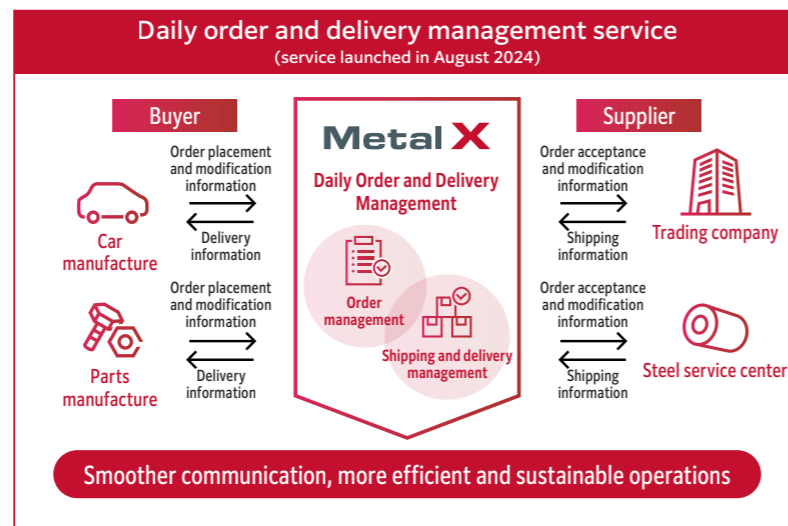 Daily order and delivery management service
(service launched in August 2024)
Buyer
Order placement
and modification
information
Car
manufacture
Delivery
information
Order placement
and modification
information
Parts
manufacture
Delivery
information
Metal X
Daily Order and Delivery
Management
Order
management
Shipping and delivery
management
Supplier
Order acceptance
and modification
information
Trading company
Shipping
information
Order acceptance
and modification
information
Steel service center
Shipping
information
Smoother communication, more efficient and sustainable operations